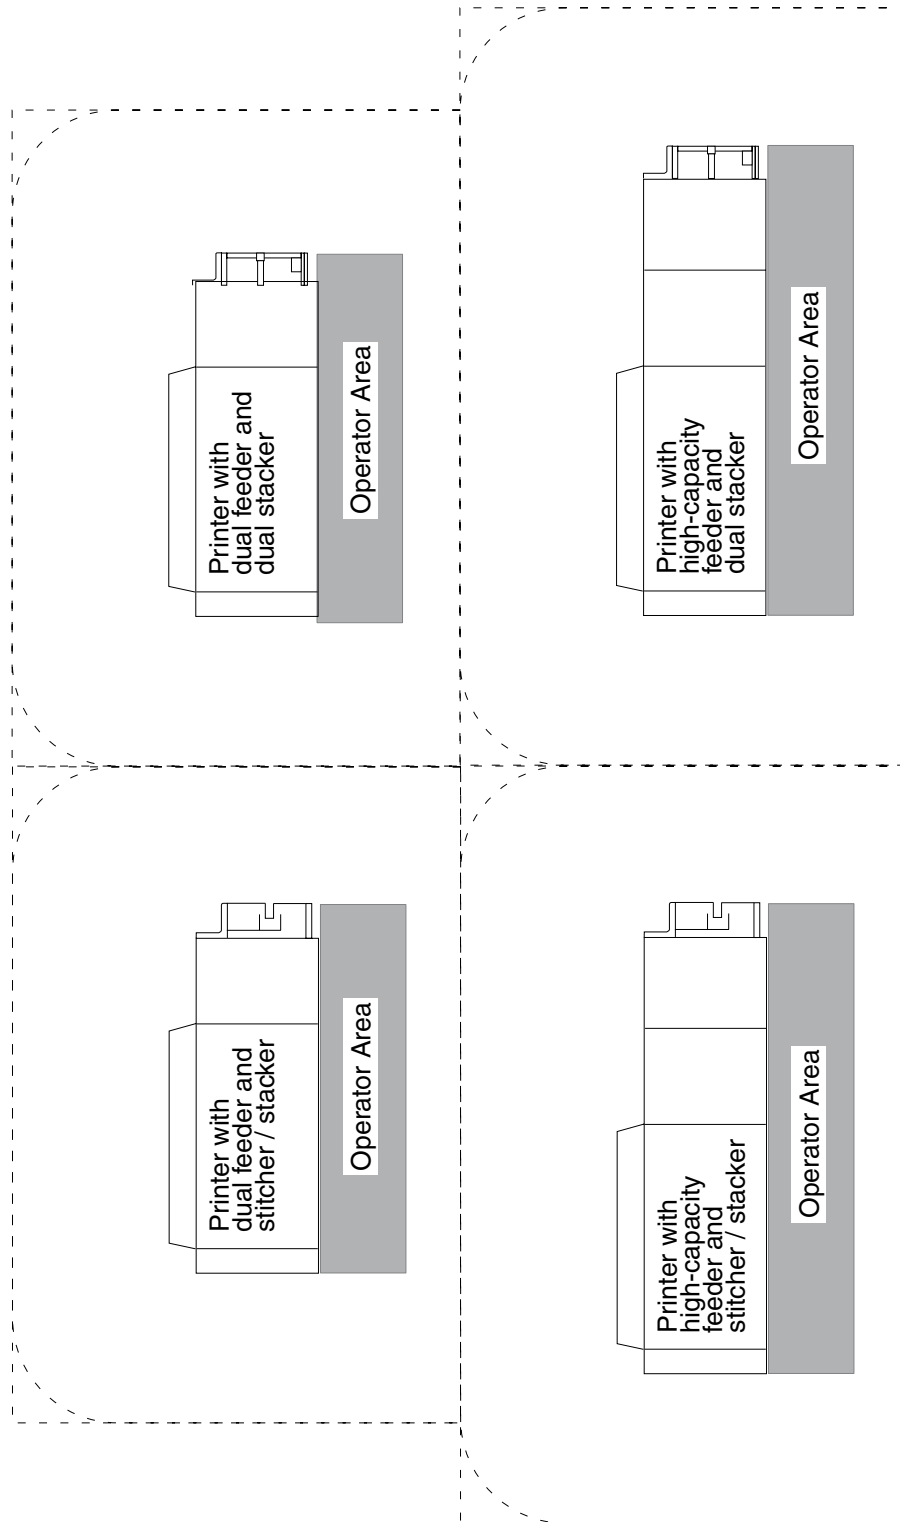 Printer with
dual feeder and
dual stacker
Operator Area
Printer with
high-capacity
feeder and
dual stacker
Operator Area
Printer with
dual feeder and
stitcher / stacker
Operator Area
Printer with
high-capacity
feeder and
stitcher / stacker
Operator Area